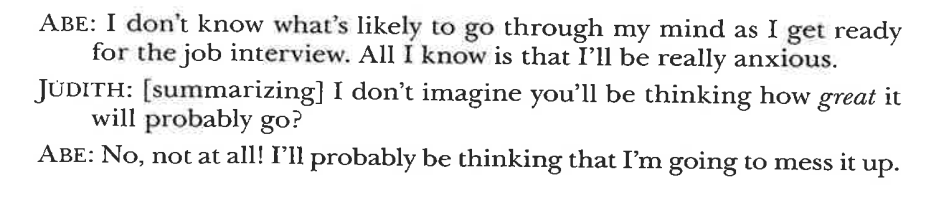 ABE: I don't know what's likely to go through my mind as I get ready
for the job interview. All I know is that I'll be really anxious.
JUDITH: [summarizing] I don't imagine you'll be thinking how great it
will probably go?
ABE: No, not at all! I'll probably be thinking that I'm going to mess it up.